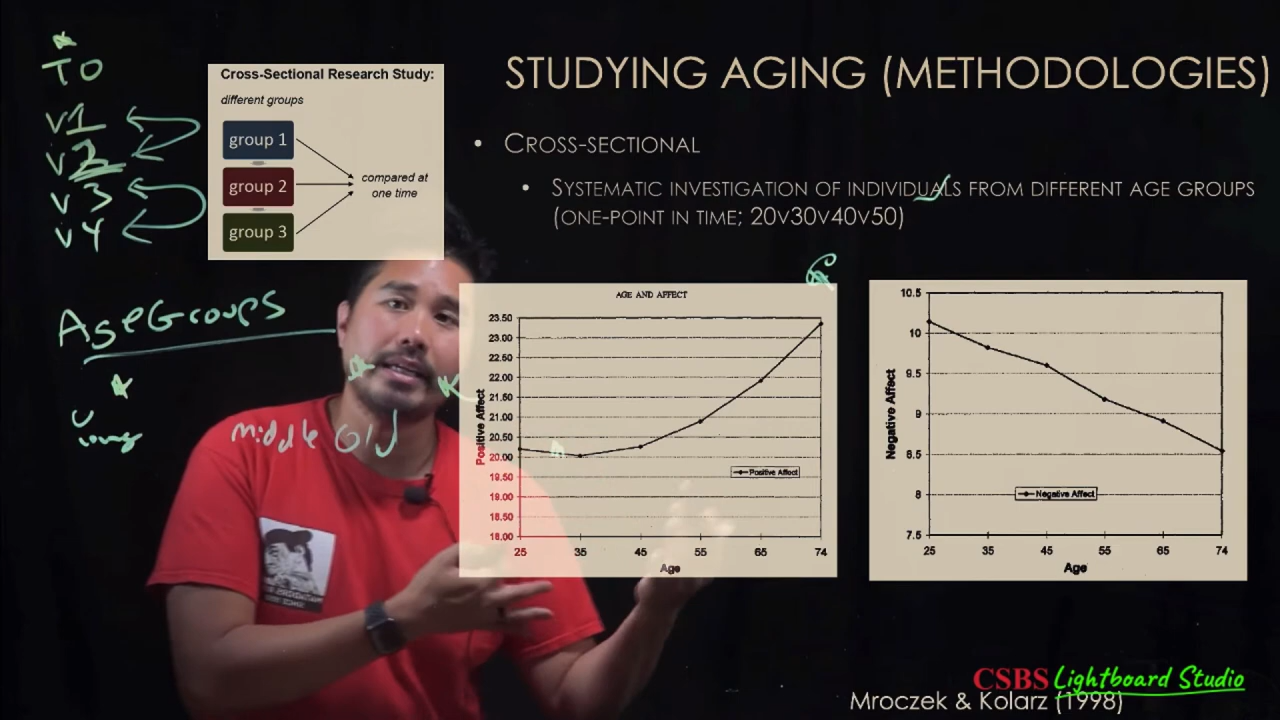 STUDYING AGING (METHODOLOGIES)
• CROSS-SECTIONAL
• SYSTEMATIC INVESTIGATION OF INDIVIDUALS FROM DIFFERENT AGE GROUPS
(ONE-POINT IN TIME; 20V30V40V50)
TO
V1
V2
V3
V4
Cross-Sectional Research Study:
different groups
group 1
group 2
group 3
compared at
one time
Age Groups
young
middle
Old
AGE AND AFFECT
Positive Affect
23.50
23.00
22.50
22.00
21.50
21.00
20.50
20.00
19.50
19.00
18.50
18.00
Positive Affect
25 35 45 55 65 74
Age
Negative Affect
10.5
10
9.5
9
8.5
8
7.5
Negative Affect
25 35 45 55 65 74
Age
CSBS Lightboard Studio
Mroczek & Kolarz (1998)